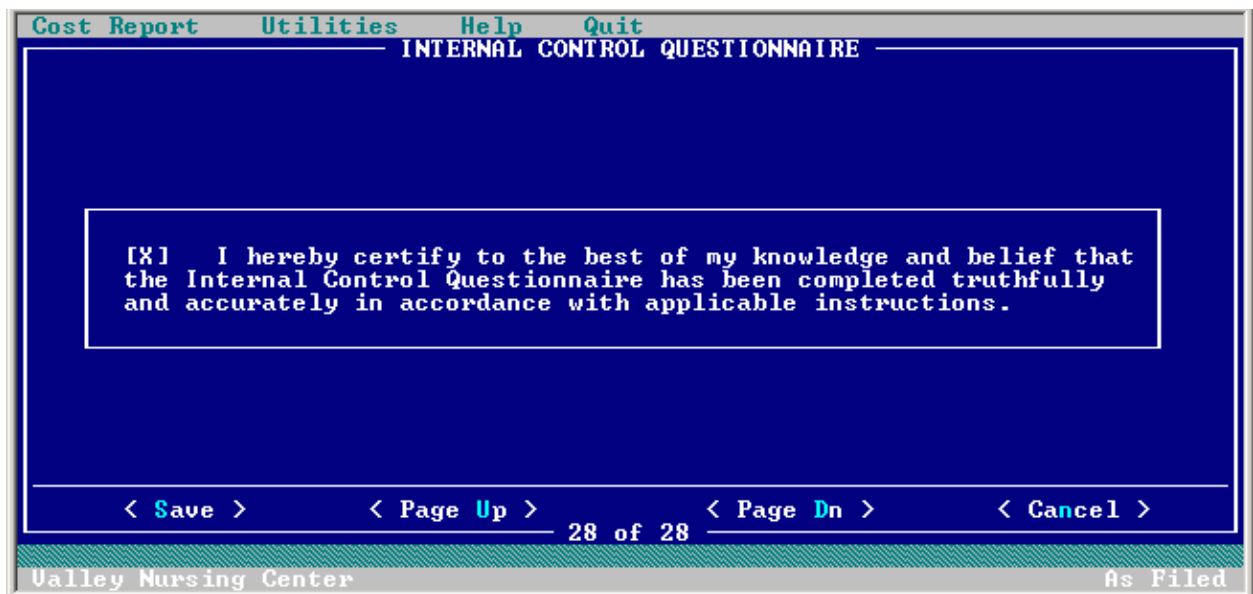 Cost Report Utilities Help Quit
INTERNAL CONTROL QUESTIONNAIRE
[X] I hereby certify to the best of my knowledge and belief that
the Internal Control Questionnaire has been completed truthfully
and accurately in accordance with applicable instructions.
< Save > < Page Up > < Page Dn > < Cancel >
28 of 28
Valley Nursing Center As Filed